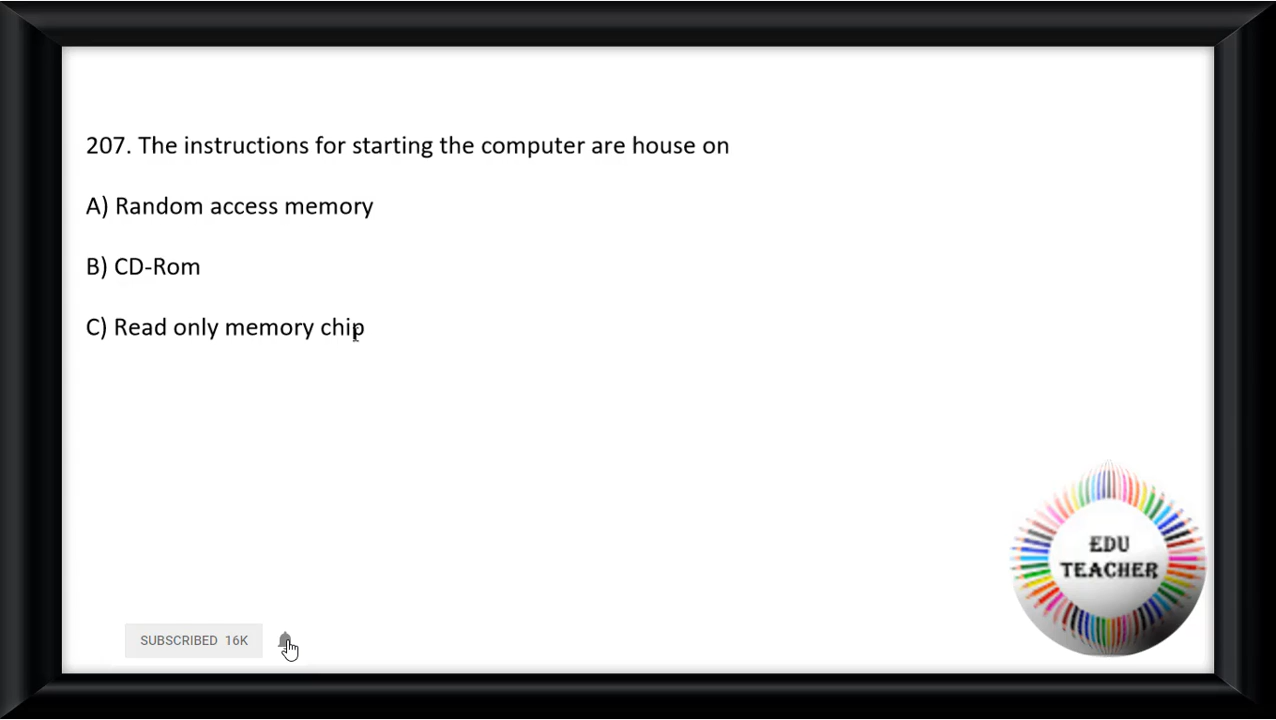 207. The instructions for starting the computer are house on
A) Random access memory
B) CD-Rom
C) Read only memory chip
EDU
TEACHER
SUBSCRIBED 16K